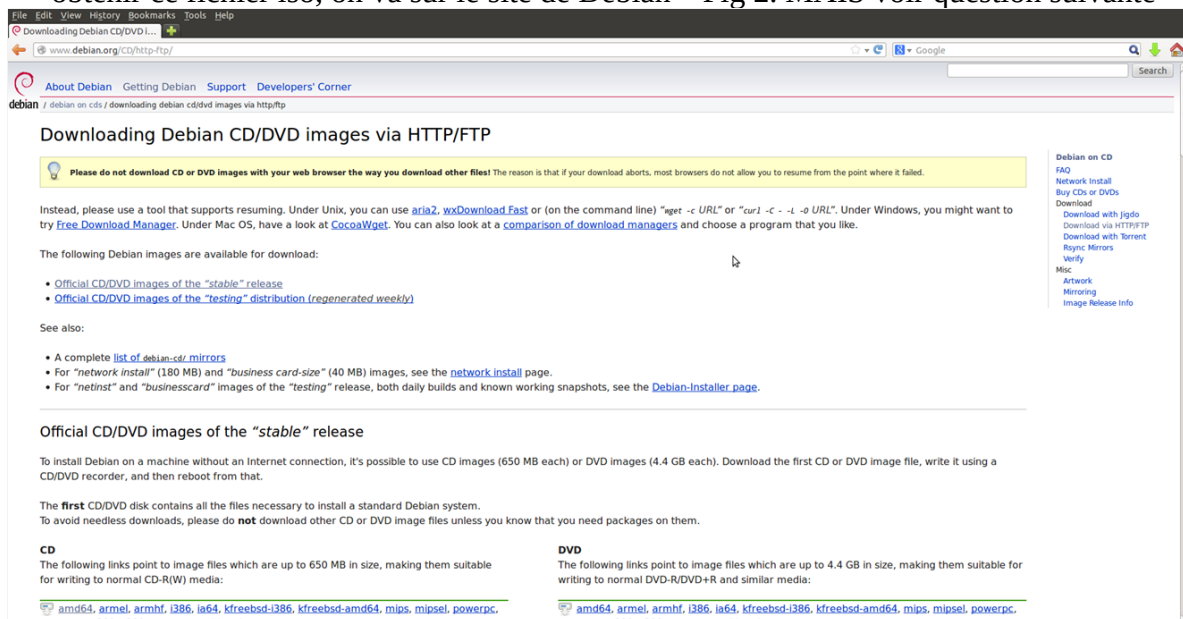 obtenir ce fichier iso, on va sur le site de Debian – Fig 2. MAIS voir question suivante
File Edit View History Bookmarks Tools Help
Downloading Debian CD/DVD i...
www.debian.org/CD/http-ftp/
Google
Search
About Debian Getting Debian Support Developers' Corner
debian / debian on cds / downloading debian cd/dvd images via http/ftp
Downloading Debian CD/DVD images via HTTP/FTP
Please do not download CD or DVD images with your web browser the way you download other files! The reason is that if your download aborts, most browsers do not allow you to resume from the point where it failed.
Instead, please use a tool that supports resuming. Under Unix, you can use aria2, wxDownload Fast or (on the command line) “wget -c URL” or “curl -C - -L -O URL”. Under Windows, you might want to
try Free Download Manager. Under Mac OS, have a look at CocoaWget. You can also look at a comparison of download managers and choose a program that you like.
The following Debian images are available for download:
• Official CD/DVD images of the “stable” release
• Official CD/DVD images of the “testing” distribution (regenerated weekly)
See also:
• A complete list of debian-cd/ mirrors
• For “network install” (180 MB) and “business card-size” (40 MB) images, see the network install page.
• For “netinst” and “businesscard” images of the “testing” release, both daily builds and known working snapshots, see the Debian-Installer page.
Debian on CD
FAQ
Network Install
Buy CDs or DVDs
Download
Download with Jigdo
Download via HTTP/FTP
Download with Torrent
Rsync Mirrors
Verify
Misc
Artwork
Mirroring
Image Release Info
Official CD/DVD images of the “stable” release
To install Debian on a machine without an Internet connection, it's possible to use CD images (650 MB each) or DVD images (4.4 GB each). Download the first CD or DVD image file, write it using a
CD/DVD recorder, and then reboot from that.
The first CD/DVD disk contains all the files necessary to install a standard Debian system.
To avoid needless downloads, please do not download other CD or DVD image files unless you know that you need packages on them.
CD
The following links point to image files which are up to 650 MB in size, making them suitable
for writing to normal CD-R(W) media:
amd64, armel, armhf, i386, ia64, kfreebsd-i386, kfreebsd-amd64, mips, mipsel, powerpc,
DVD
The following links point to image files which are up to 4.4 GB in size, making them suitable for
writing to normal DVD-R/DVD+R and similar media:
amd64, armel, armhf, i386, ia64, kfreebsd-i386, kfreebsd-amd64, mips, mipsel, powerpc,